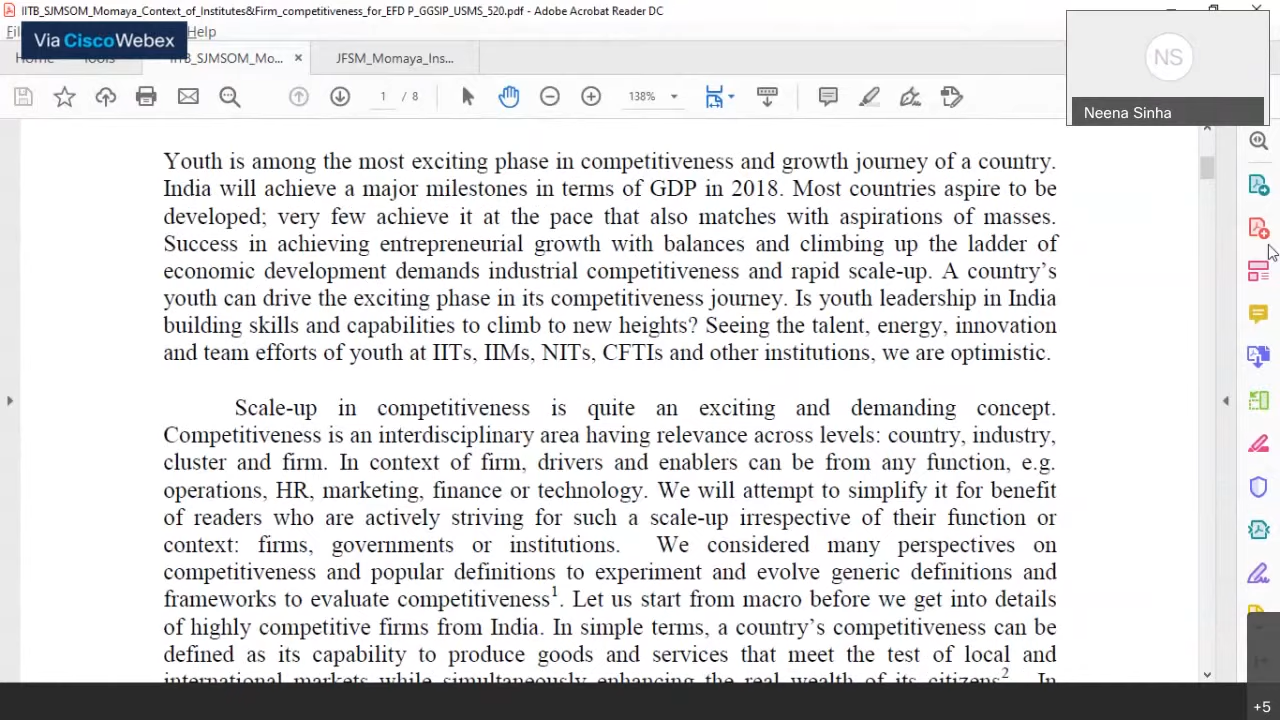 IITB_SJMSOM_Momaya_Context_of_Institutes&Firm_competitiveness_for_EFD P_GGSIP_USMS_520.pdf - Adobe Acrobat Reader DC
Via CiscoWebex
Help
IITB_SJMSOM_Mo... ×
JFSM_Momaya_Ins...
NS
Neena Sinha
1 / 8
138%
Youth is among the most exciting phase in competitiveness and growth journey of a country.
India will achieve a major milestones in terms of GDP in 2018. Most countries aspire to be
developed; very few achieve it at the pace that also matches with aspirations of masses.
Success in achieving entrepreneurial growth with balances and climbing up the ladder of
economic development demands industrial competitiveness and rapid scale-up. A country's
youth can drive the exciting phase in its competitiveness journey. Is youth leadership in India
building skills and capabilities to climb to new heights? Seeing the talent, energy, innovation
and team efforts of youth at IITs, IIMs, NITs, CFTIs and other institutions, we are optimistic.
Scale-up in competitiveness is quite an exciting and demanding concept.
Competitiveness is an interdisciplinary area having relevance across levels: country, industry,
cluster and firm. In context of firm, drivers and enablers can be from any function, e.g.
operations, HR, marketing, finance or technology. We will attempt to simplify it for benefit
of readers who are actively striving for such a scale-up irrespective of their function or
context: firms, governments or institutions. We considered many perspectives on
competitiveness and popular definitions to experiment and evolve generic definitions and
frameworks to evaluate competitiveness¹. Let us start from macro before we get into details
of highly competitive firms from India. In simple terms, a country's competitiveness can be
defined as its capability to produce goods and services that meet the test of local and
international markets while simultaneously enhancing the real wealth of its citizens². In
+5